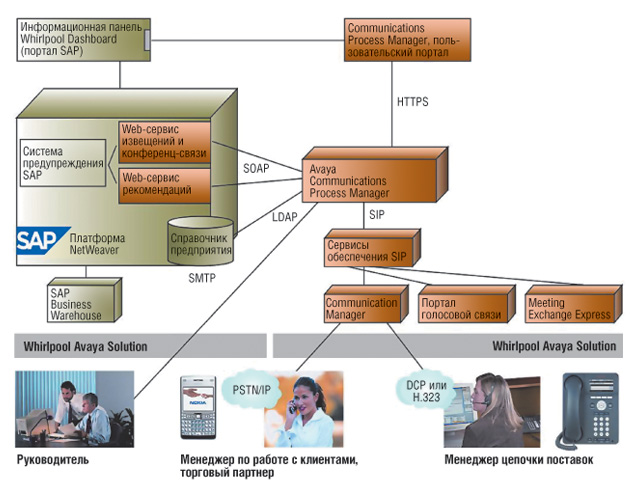 Информационная панель
Whirlpool Dashboard
(портал SAP)
Communications
Process Manager, поль-
зовательский портал
HTTPS
Web-сервис
извещений и
конференц-связи
Система
предупреждения
SAP
Web-сервис
рекомендаций
SOAP
Avaya
Communications
Process Manager
LDAP
SIP
SAP
Платформа
NetWeaver
Справочник
предприятия
Сервисы
обеспечения SIP
SMTP
SAP
Business
Warehouse
Communication
Manager
Портал
голосовой связи
Meeting
Exchange Express
Whirlpool Avaya Solution
Whirlpool Avaya Solution
PSTN/IP
DCP или
H.323
NOKIA
Руководитель
Менеджер по работе с клиентами,
торговый партнер
Менеджер цепочки поставок